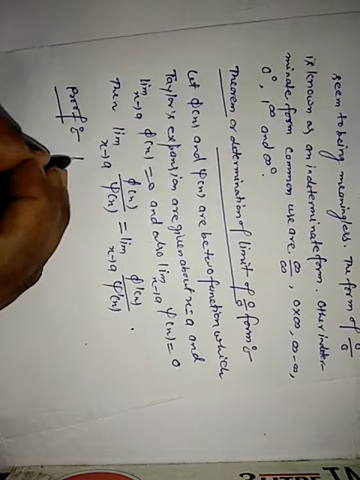 seem to being meaningless. The form of 0/0
is known as an indeterminate form. Other indeter-
minate form common use are ∞/∞, 0×∞, ∞-∞,
0⁰, 1^∞ and ∞⁰.
Theorem or determination of limit of 0/0 form :-
Let ϕ(x) and ψ(x) are be two function which
Taylor's expansion are given about x=a and
lim x→a ϕ(x) = 0 and also lim x→a ψ(x) = 0
Then lim x→a ϕ(x)/ψ(x) = lim x→a ϕ'(x)/ψ'(x) .
Proof :-